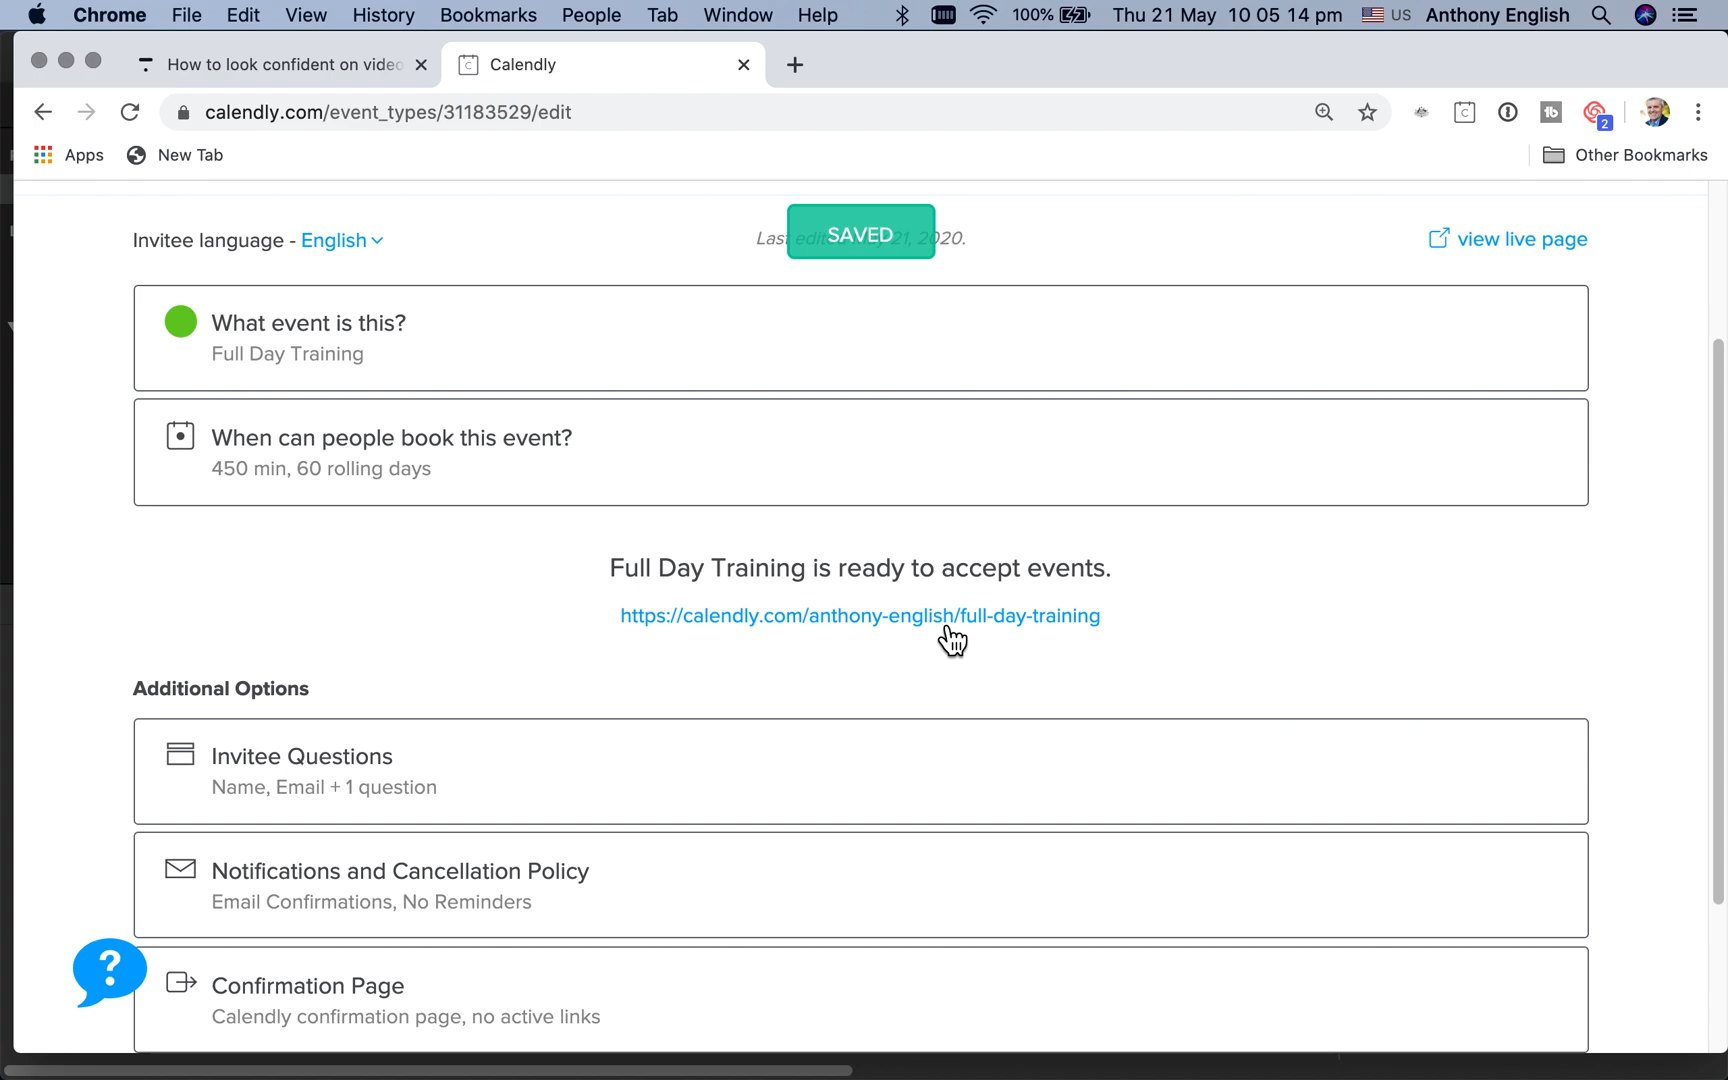 Chrome File Edit View History Bookmarks People Tab Window Help 100% Thu 21 May 10 05 14 pm US Anthony English
How to look confident on video
C Calendly
calendly.com/event_types/31183529/edit
C
tb
2
Apps New Tab Other Bookmarks
Invitee language - English
SAVED
view live page
What event is this?
Full Day Training
When can people book this event?
450 min, 60 rolling days
Full Day Training is ready to accept events.
https://calendly.com/anthony-english/full-day-training
Additional Options
Invitee Questions
Name, Email + 1 question
Notifications and Cancellation Policy
Email Confirmations, No Reminders
?
Confirmation Page
Calendly confirmation page, no active links